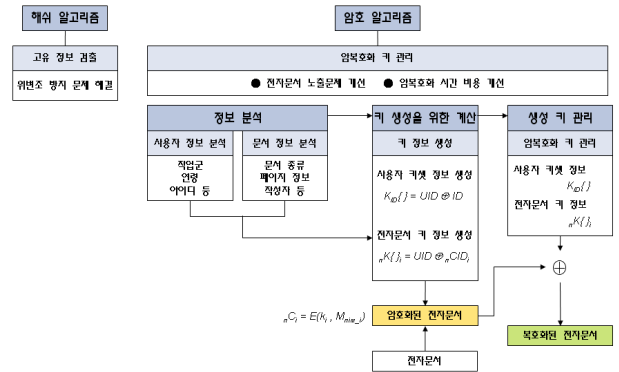 해쉬 알고리즘
암호 알고리즘
고유 정보 검출
위변조 방지 문제 해결
암복호화 키 관리
● 전자문서 노출문제 개선 ● 암복호화 시간 비용 개선
정보 분석
키 생성을 위한 계산
생성 키 관리
사용자 정보 분석
문서 정보 분석
키 정보 생성
암복호화 키 관리
직업군
연령
아이디 등
문서 종류
페이지 정보
작성자 등
사용자 키셋 정보 생성
K_ID{ } = UID ⊕ ID
전자문서 키 정보 생성
nK{ }i = UID ⊕ nCIDi
사용자 키셋 정보
K_ID{ }
전자문서 키 정보
nK{ }i
nCi = E(ki , Mnim_i)
암호화된 전자문서
복호화된 전자문서
전자문서